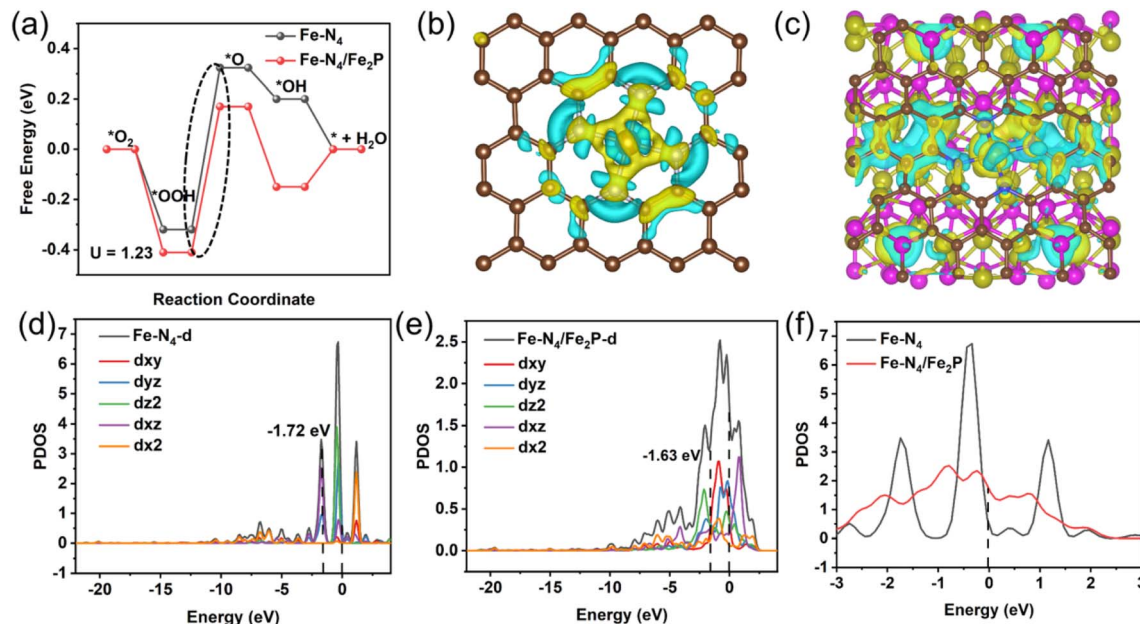 (a)
Fe-N₄
Fe-N₄/Fe₂P
*O₂
*OOH
*O
*OH
* + H₂O
U = 1.23
Free Energy (eV)
0.4
0.2
0.0
-0.2
-0.4
Reaction Coordinate
(b)
(c)
(d)
Fe-N₄-d
dxy
dyz
dz2
dxz
dx2
-1.72 eV
PDOS
7
6
5
4
3
2
1
0
-1
-20 -15 -10 -5 0
Energy (eV)
(e)
Fe-N₄/Fe₂P-d
dxy
dyz
dz2
dxz
dx2
-1.63 eV
PDOS
2.5
2.0
1.5
1.0
0.5
0.0
-20 -15 -10 -5 0
Energy (eV)
(f)
Fe-N₄
Fe-N₄/Fe₂P
PDOS
7
6
5
4
3
2
1
0
-1
-3 -2 -1 0 1 2 3
Energy (eV)